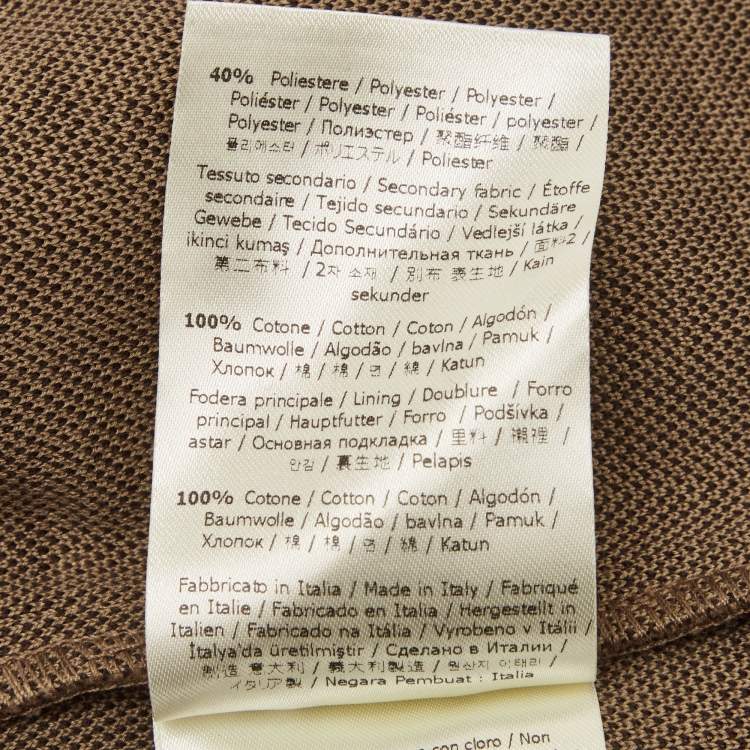 40% Poliestere / Polyester / Polyester /
Poliéster / Polyester / Poliéster / polyester /
Polyester / Полиэстер / 聚酯纤维 / 聚酯 /
폴리에스턴 / ポリエステル / Poliester
Tessuto secondario / Secondary fabric / Étoffe
secondaire / Tejido secundario / Sekundäre
Gewebe / Tecido Secundário / Vedlejší látka /
ikinci kumaş / Дополнительная ткань / 面料2 /
第二布料 / 2차 소재 / 別布 表生地 / Kain
sekunder
100% Cotone / Cotton / Coton / Algodón /
Baumwolle / Algodão / bavlna / Pamuk /
Хлопок / 棉 / 棉 / 면 / 綿 / Katun
Fodera principale / Lining / Doublure / Forro
principal / Hauptfutter / Forro / Podšívka /
astar / Основная подкладка / 里料 / 襯裡 /
안감 / 裏生地 / Pelapis
100% Cotone / Cotton / Coton / Algodón /
Baumwolle / Algodão / bavlna / Pamuk /
Хлопок / 棉 / 棉 / 면 / 綿 / Katun
Fabbricato in Italia / Made in Italy / Fabriqué
en Italie / Fabricado en Italia / Hergestellt in
Italien / Fabricado na Itália / Vyrobeno v Itálii /
İtalya'da üretilmiştir / Сделано в Италии /
制造 意大利 / 義大利製造 / 원산지 이태리 /
イタリア製 / Negara Pembuat : Italia
con cloro / Non